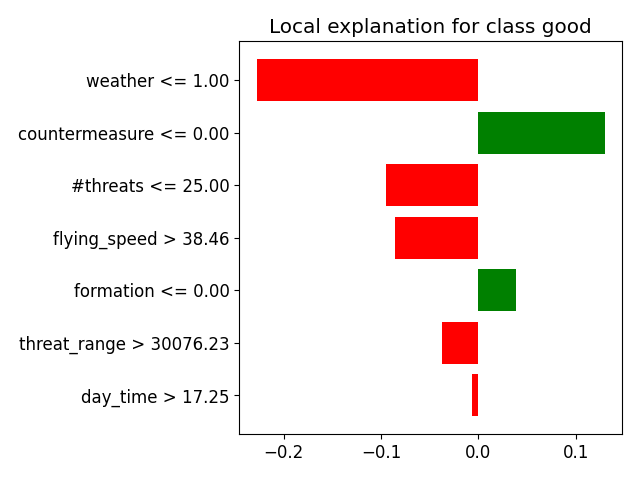 Local explanation for class good
weather <= 1.00
countermeasure <= 0.00
#threats <= 25.00
flying_speed > 38.46
formation <= 0.00
threat_range > 30076.23
day_time > 17.25
−0.2 −0.1 0.0 0.1